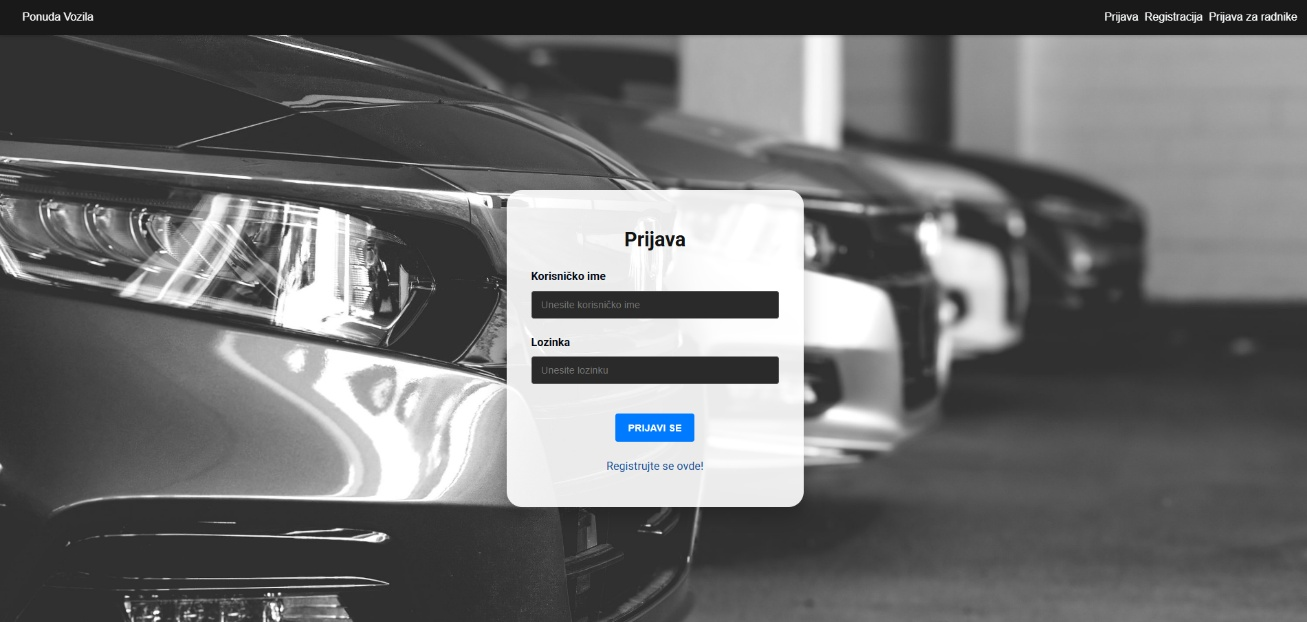 Ponuda Vozila
Prijava Registracija Prijava za radnike
Prijava
Korisničko ime
Unesite korisničko ime
Lozinka
Unesite lozinku
PRIJAVI SE
Registrujte se ovde!